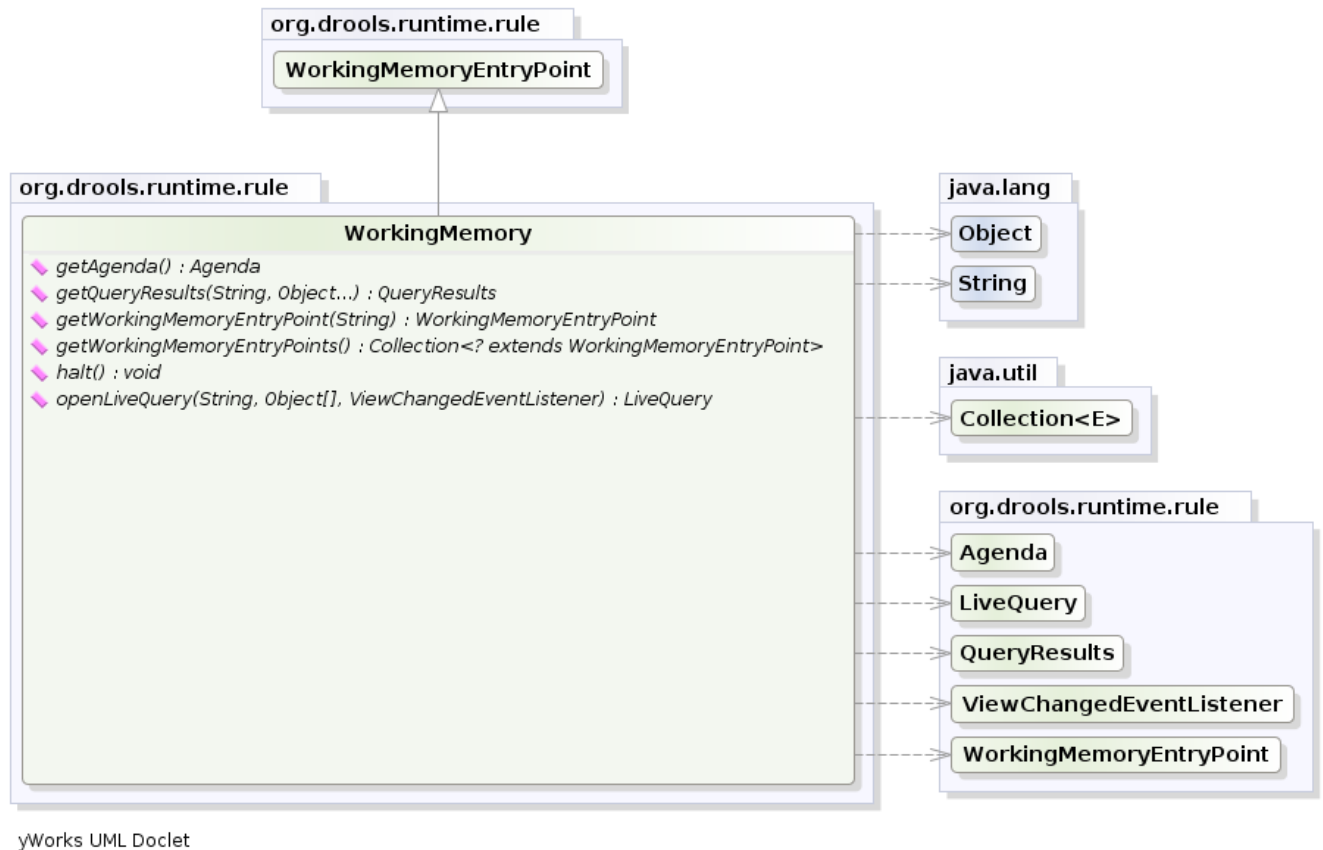 org.drools.runtime.rule
WorkingMemoryEntryPoint
org.drools.runtime.rule
WorkingMemory
getAgenda() : Agenda
getQueryResults(String, Object...) : QueryResults
getWorkingMemoryEntryPoint(String) : WorkingMemoryEntryPoint
getWorkingMemoryEntryPoints() : Collection<? extends WorkingMemoryEntryPoint>
halt() : void
openLiveQuery(String, Object[], ViewChangedEventListener) : LiveQuery
java.lang
Object
String
java.util
Collection<E>
org.drools.runtime.rule
Agenda
LiveQuery
QueryResults
ViewChangedEventListener
WorkingMemoryEntryPoint
yWorks UML Doclet